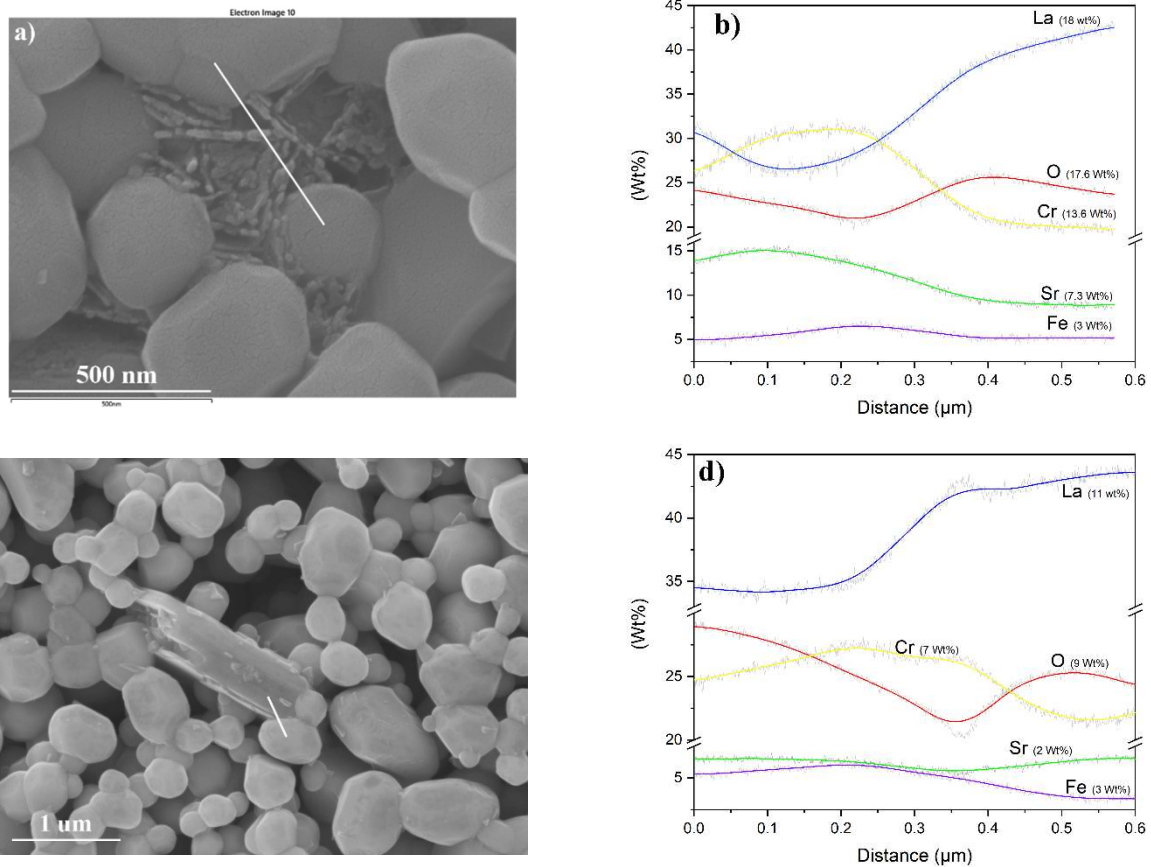 Electron Image 10
a)
500 nm
500nm
b)
La (18 wt%)
O (17.6 Wt%)
Cr (13.6 Wt%)
Sr (7.3 Wt%)
Fe (3 Wt%)
(Wt%)
45
40
35
30
25
20
15
10
5
0.0 0.1 0.2 0.3 0.4 0.5 0.6
Distance (µm)
1 um
d)
La (11 wt%)
Cr (7 Wt%)
O (9 Wt%)
Sr (2 Wt%)
Fe (3 Wt%)
(Wt%)
45
40
35
25
20
5
0.0 0.1 0.2 0.3 0.4 0.5 0.6
Distance (µm)